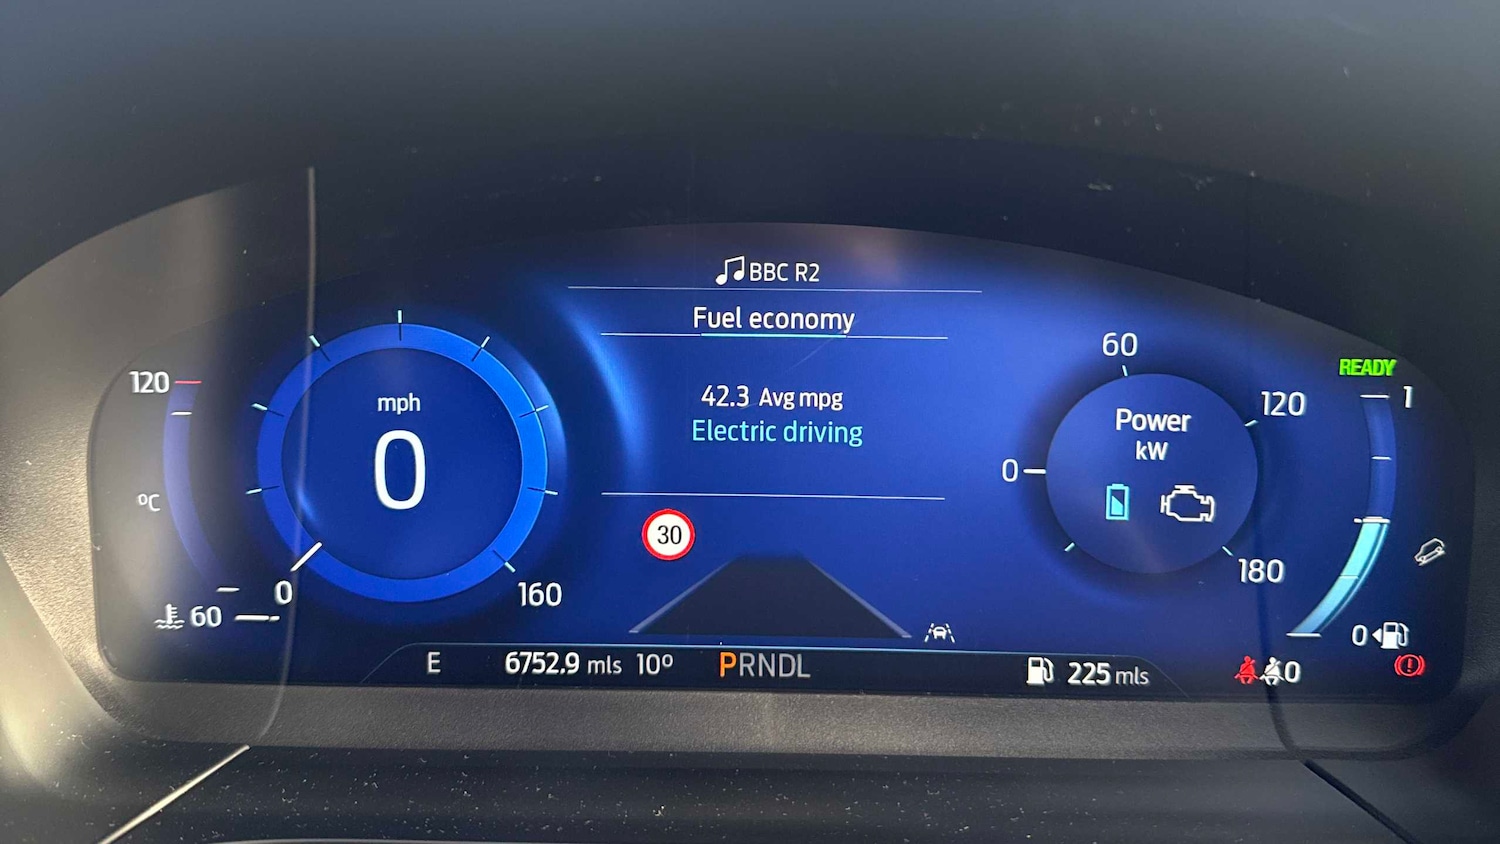 BBC R2
Fuel economy
42.3 Avg mpg
Electric driving
120
°C
60
mph
0
0
160
30
60
0
120
180
Power
kW
READY
1
0
E
6752.9 mls
10°
PRNDL
225 mls
0